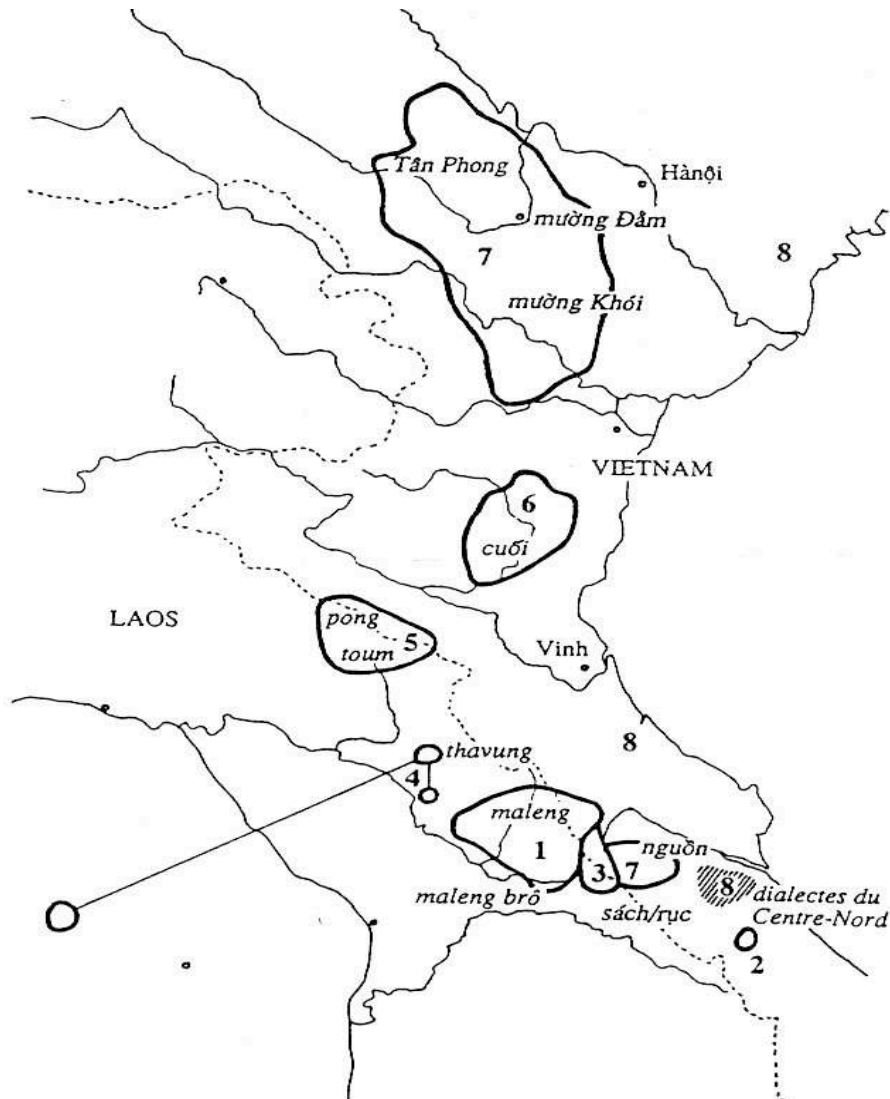 Tân Phong
Hànội
mường Đẳm
7
8
mường Khói
VIETNAM
6
cuối
LAOS
pong
toum
5
Vinh
8
thavung
4
maleng
1
3
7
nguồn
maleng brô
sách/rục
8
dialectes du
Centre-Nord
2